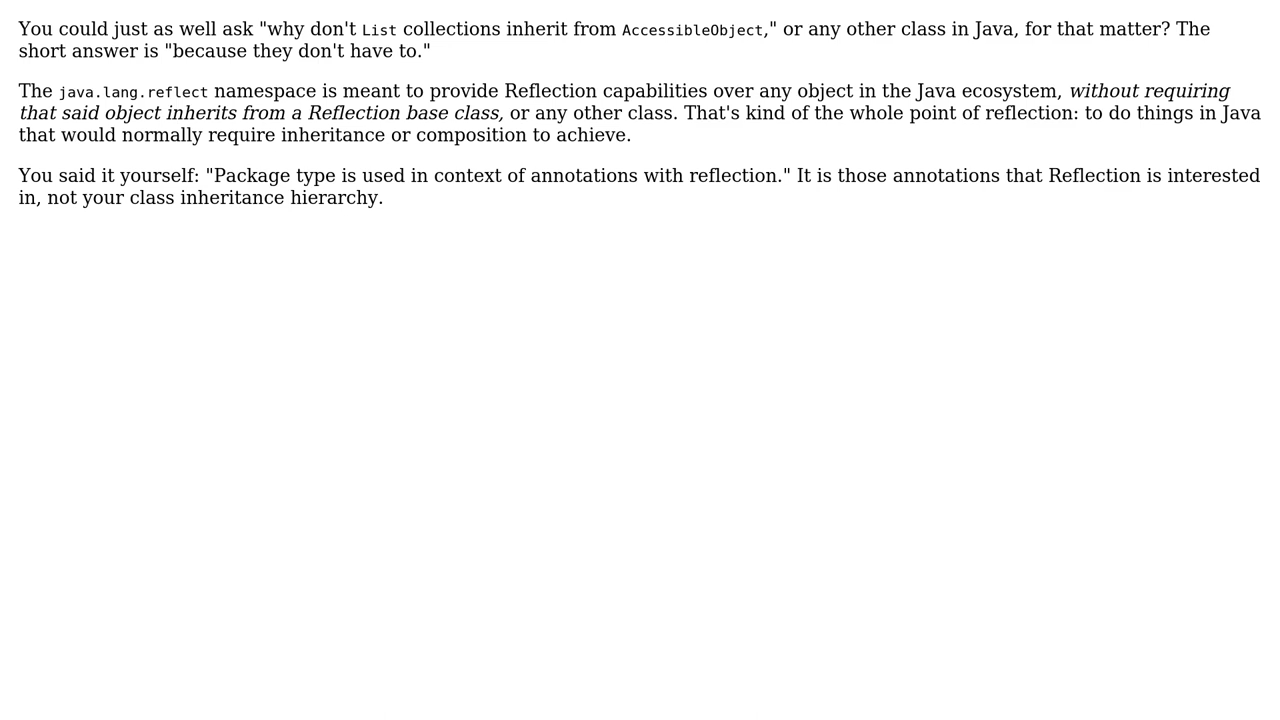 You could just as well ask "why don't List collections inherit from AccessibleObject," or any other class in Java, for that matter? The
short answer is "because they don't have to."
The java.lang.reflect namespace is meant to provide Reflection capabilities over any object in the Java ecosystem, without requiring
that said object inherits from a Reflection base class, or any other class. That's kind of the whole point of reflection: to do things in Java
that would normally require inheritance or composition to achieve.
You said it yourself: "Package type is used in context of annotations with reflection." It is those annotations that Reflection is interested
in, not your class inheritance hierarchy.